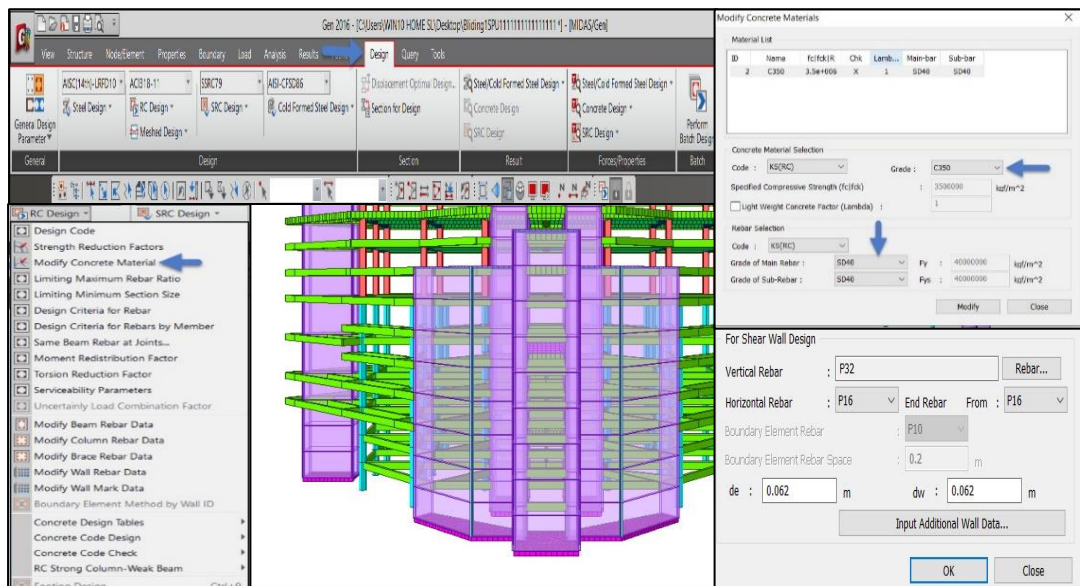 Gen 2016 - [C:\Users\WIN10 HOME SL\Desktop\Bliding1SPU1111111111111111 *] - [MIDAS/Gen]
View Structure Node/Element Properties Boundary Load Analysis Results Design Query Tools
AISC(14th)-LRFD10 ACI318-11 SSRC79 AISI-CFSD86
Steel Design RC Design SRC Design Cold Formed Steel Design
Meshed Design
General Design Parameter
Displacement Optimal Design...
Section for Design
Steel/Cold Formed Steel Design
Concrete Design
SRC Design
Steel/Cold Formed Steel Design
Concrete Design
SRC Design
Perform Batch Design
General Design Section Result Forces/Properties Batch
RC Design SRC Design
Design Code
Strength Reduction Factors
Modify Concrete Material
Limiting Maximum Rebar Ratio
Limiting Minimum Section Size
Design Criteria for Rebar
Design Criteria for Rebars by Member
Same Beam Rebar at Joints...
Moment Redistribution Factor
Torsion Reduction Factor
Serviceability Parameters
Uncertainly Load Combination Factor
Modify Beam Rebar Data
Modify Column Rebar Data
Modify Brace Rebar Data
Modify Wall Rebar Data
Modify Wall Mark Data
Boundary Element Method by Wall ID
Concrete Design Tables
Concrete Code Design
Concrete Code Check
RC Strong Column-Weak Beam
Modify Concrete Materials
Material List
ID Name fc|fck|R Chk Lamb... Main-bar Sub-bar
2 C350 3.5e+006 X 1 SD40 SD40
Concrete Material Selection
Code : KS(RC) Grade : C350
Specified Compressive Strength (fc|fck) : 3500000 kgf/m^2
Light Weight Concrete Factor (Lambda) : 1
Rebar Selection
Code : KS(RC)
Grade of Main Rebar : SD40 Fy : 40000000 kgf/m^2
Grade of Sub-Rebar : SD40 Fys : 40000000 kgf/m^2
Modify Close
For Shear Wall Design
Vertical Rebar : P32 Rebar...
Horizontal Rebar : P16 End Rebar From : P16
Boundary Element Rebar : P10
Boundary Element Rebar Space : 0.2 m
de : 0.062 m dw : 0.062 m
Input Additional Wall Data...
OK Close